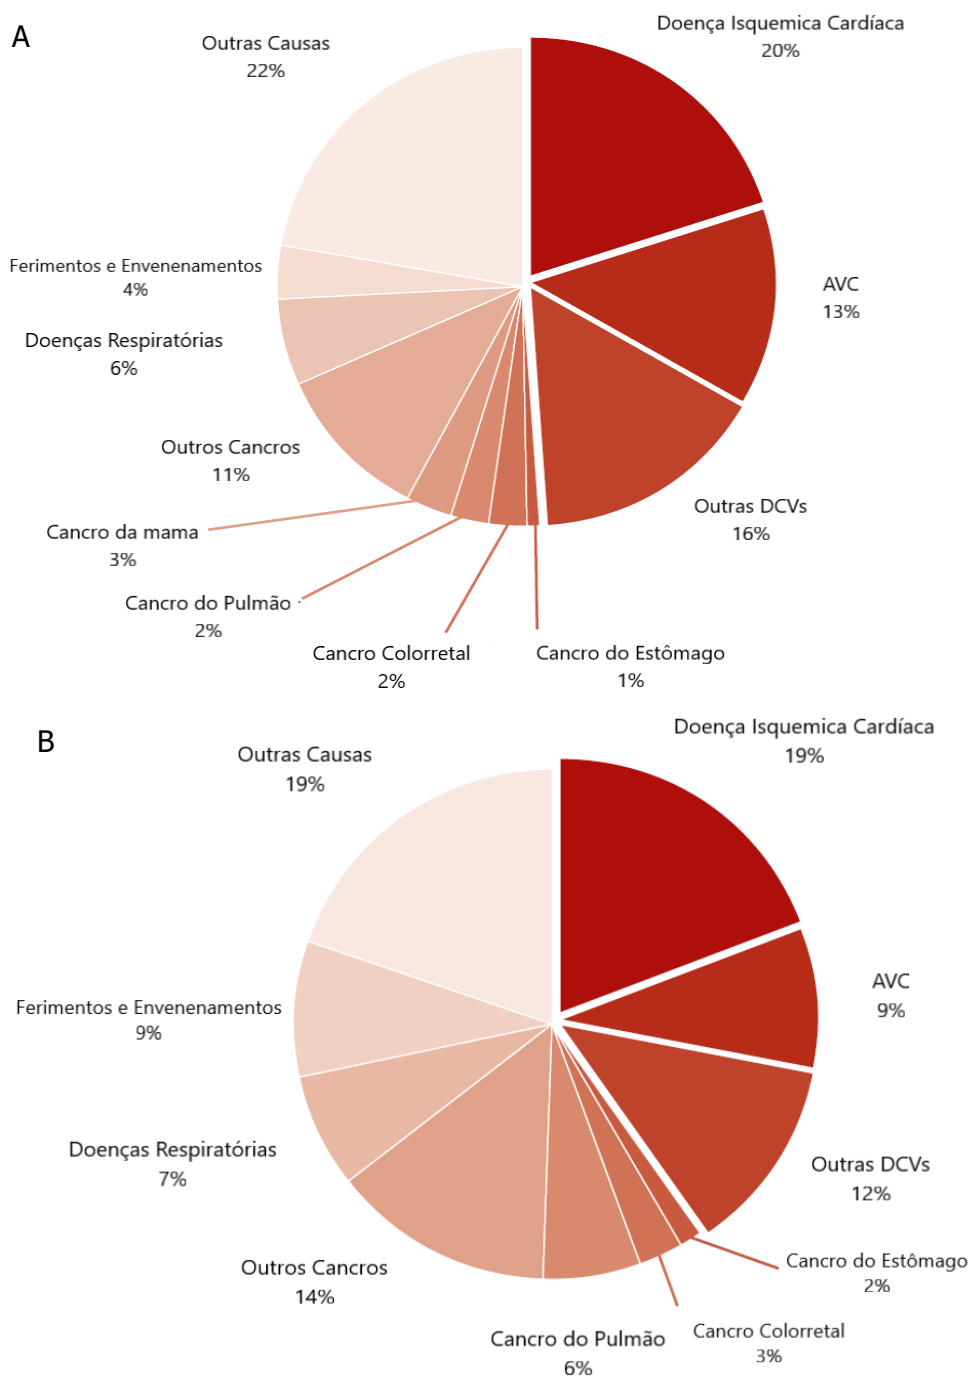 A
Doença Isquemica Cardíaca
20%
Outras Causas
22%
Ferimentos e Envenenamentos
4%
AVC
13%
Doenças Respiratórias
6%
Outros Cancros
11%
Outras DCVs
16%
Cancro da mama
3%
Cancro do Pulmão
2%
Cancro Colorretal
2%
Cancro do Estômago
1%
B
Doença Isquemica Cardíaca
19%
Outras Causas
19%
AVC
9%
Ferimentos e Envenenamentos
9%
Doenças Respiratórias
7%
Outras DCVs
12%
Outros Cancros
14%
Cancro do Estômago
2%
Cancro do Pulmão
6%
Cancro Colorretal
3%